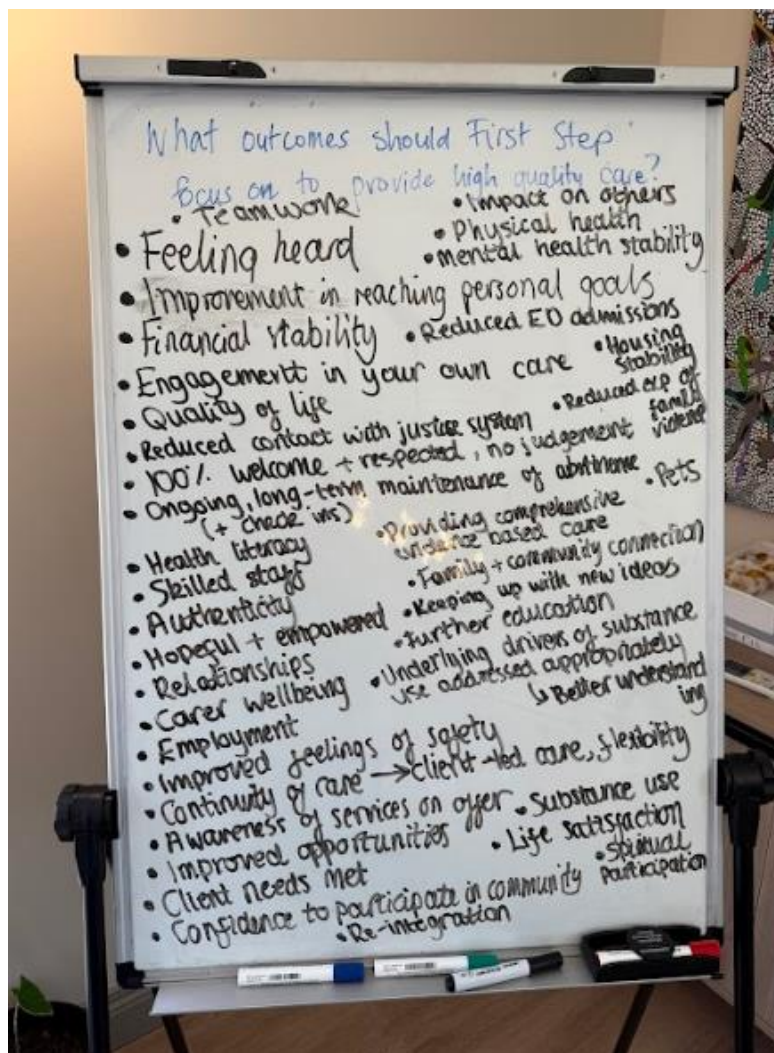 What outcomes should First Step
focus on to provide high quality care?
• Teamwork
• Impact on others
• Physical health
• Feeling heard
• mental health stability
• Improvement in reaching personal goals
• Financial stability
• Reduced ED admissions
• Engagement in your own care
• Housing
stability
• Quality of life
• Reduced exp of
family
violence
• Reduced contact with justice system
• 100% welcome + respected, no judgement
• Ongoing, long-term maintenance of abstinence
(+ check ins)
• Pets
• Providing comprehensive
evidence based care
• Health literacy
• Skilled staff
• Family + community connection
• Authenticity
• Keeping up with new ideas
• Hopeful + empowered
• Further education
• Relationships
• Underlying drivers of substance
use addressed appropriately
↳ Better understand
ing
• Carer wellbeing
• Employment
• Improved feelings of safety
• Continuity of care → client-led care, flexibility
• Awareness of services on offer
• Substance use
• Improved opportunities
• Life satisfaction
• Client needs met
• Spiritual
participation
• Confidence to participate in community
• Re-integration